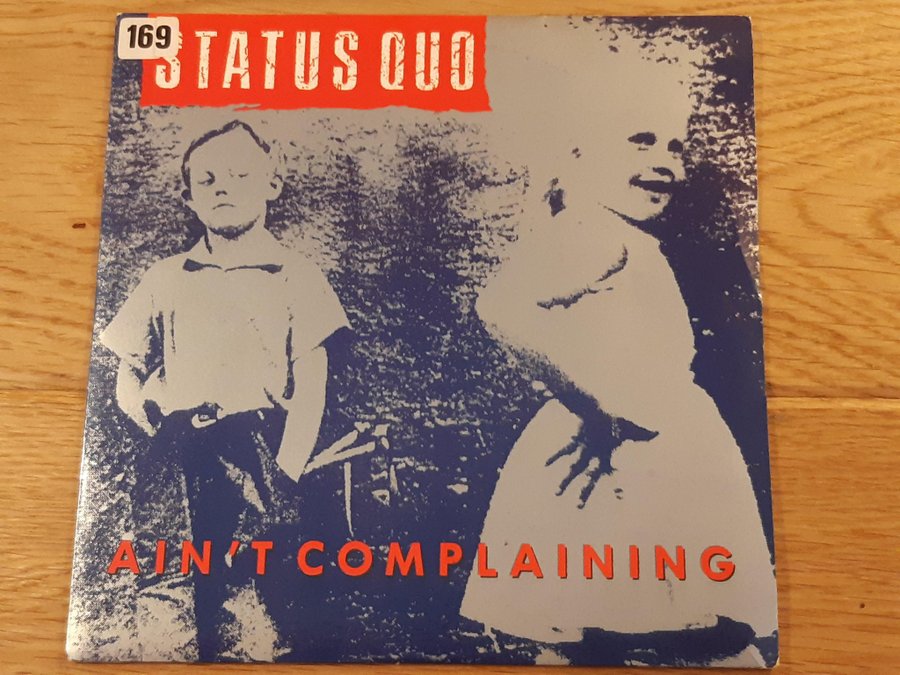 169
STATUS QUO
AIN'T COMPLAINING